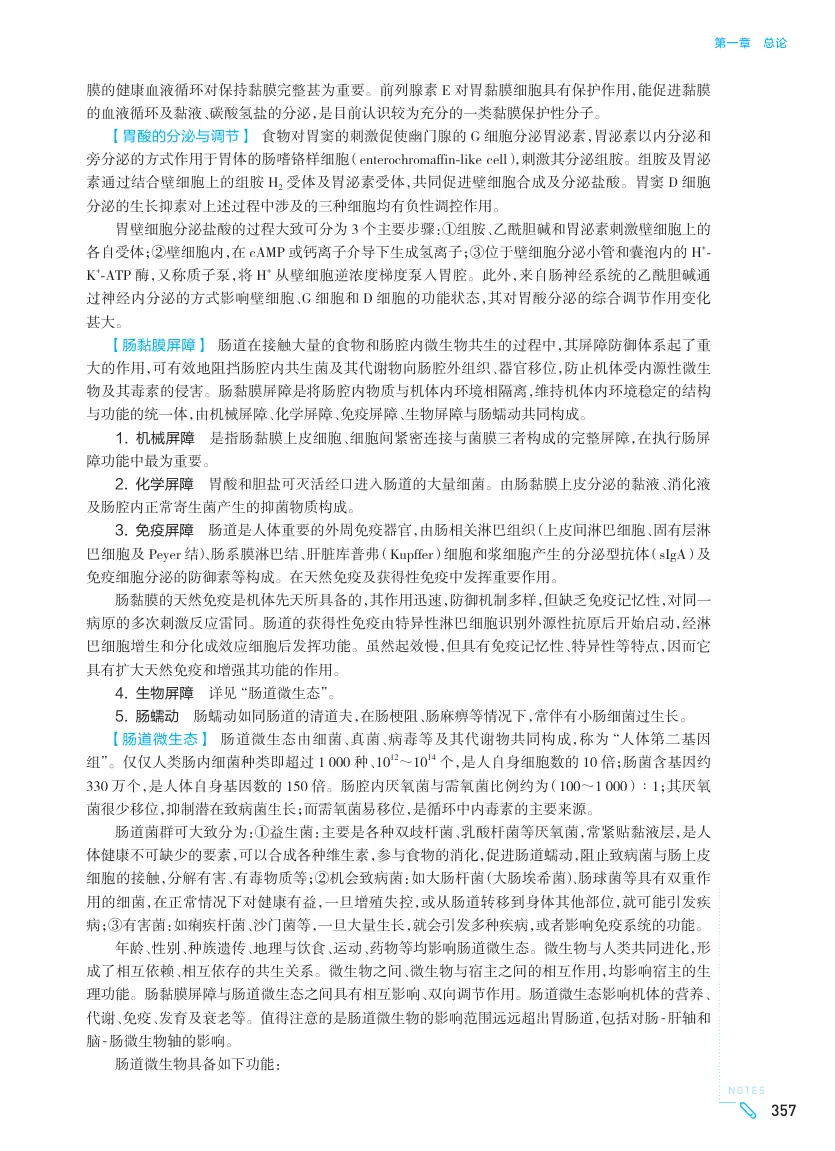 第一章 总论
膜的健康血液循环对保持黏膜完整甚为重要。前列腺素 E 对胃黏膜细胞具有保护作用,能促进黏膜
的血液循环及黏液、碳酸氢盐的分泌,是目前认识较为充分的一类黏膜保护性分子。
【胃酸的分泌与调节】 食物对胃窦的刺激促使幽门腺的 G 细胞分泌胃泌素,胃泌素以内分泌和
旁分泌的方式作用于胃体的肠嗜铬样细胞(enterochromaffin-like cell),刺激其分泌组胺。组胺及胃泌
素通过结合壁细胞上的组胺 H₂ 受体及胃泌素受体,共同促进壁细胞合成及分泌盐酸。胃窦 D 细胞
分泌的生长抑素对上述过程中涉及的三种细胞均有负性调控作用。
胃壁细胞分泌盐酸的过程大致可分为 3 个主要步骤:①组胺、乙酰胆碱和胃泌素刺激壁细胞上的
各自受体;②壁细胞内,在 cAMP 或钙离子介导下生成氢离子;③位于壁细胞分泌小管和囊泡内的 H⁺-
K⁺-ATP 酶,又称质子泵,将 H⁺ 从壁细胞逆浓度梯度泵入胃腔。此外,来自肠神经系统的乙酰胆碱通
过神经内分泌的方式影响壁细胞、G 细胞和 D 细胞的功能状态,其对胃酸分泌的综合调节作用变化
甚大。
【肠黏膜屏障】 肠道在接触大量的食物和肠腔内微生物共生的过程中,其屏障防御体系起了重
大的作用,可有效地阻挡肠腔内共生菌及其代谢物向肠腔外组织、器官移位,防止机体受内源性微生
物及其毒素的侵害。肠黏膜屏障是将肠腔内物质与机体内环境相隔离,维持机体内环境稳定的结构
与功能的统一体,由机械屏障、化学屏障、免疫屏障、生物屏障与肠蠕动共同构成。
1. 机械屏障 是指肠黏膜上皮细胞、细胞间紧密连接与菌膜三者构成的完整屏障,在执行肠屏
障功能中最为重要。
2. 化学屏障 胃酸和胆盐可灭活经口进入肠道的大量细菌。由肠黏膜上皮分泌的黏液、消化液
及肠腔内正常寄生菌产生的抑菌物质构成。
3. 免疫屏障 肠道是人体重要的外周免疫器官,由肠相关淋巴组织(上皮间淋巴细胞、固有层淋
巴细胞及 Peyer 结)、肠系膜淋巴结、肝脏库普弗(Kupffer)细胞和浆细胞产生的分泌型抗体(sIgA)及
免疫细胞分泌的防御素等构成。在天然免疫及获得性免疫中发挥重要作用。
肠黏膜的天然免疫是机体先天所具备的,其作用迅速,防御机制多样,但缺乏免疫记忆性,对同一
病原的多次刺激反应雷同。肠道的获得性免疫由特异性淋巴细胞识别外源性抗原后开始启动,经淋
巴细胞增生和分化成效应细胞后发挥功能。虽然起效慢,但具有免疫记忆性、特异性等特点,因而它
具有扩大天然免疫和增强其功能的作用。
4. 生物屏障 详见 “肠道微生态”。
5. 肠蠕动 肠蠕动如同肠道的清道夫,在肠梗阻、肠麻痹等情况下,常伴有小肠细菌过生长。
【肠道微生态】 肠道微生态由细菌、真菌、病毒等及其代谢物共同构成,称为 “人体第二基因
组”。仅仅人类肠内细菌种类即超过 1 000 种、10¹²～10¹⁴ 个,是人自身细胞数的 10 倍;肠菌含基因约
330 万个,是人体自身基因数的 150 倍。肠腔内厌氧菌与需氧菌比例约为(100～1 000)∶1;其厌氧
菌很少移位,抑制潜在致病菌生长;而需氧菌易移位,是循环中内毒素的主要来源。
肠道菌群可大致分为:①益生菌:主要是各种双歧杆菌、乳酸杆菌等厌氧菌,常紧贴黏液层,是人
体健康不可缺少的要素,可以合成各种维生素,参与食物的消化,促进肠道蠕动,阻止致病菌与肠上皮
细胞的接触,分解有害、有毒物质等;②机会致病菌:如大肠杆菌(大肠埃希菌)、肠球菌等具有双重作
用的细菌,在正常情况下对健康有益,一旦增殖失控,或从肠道转移到身体其他部位,就可能引发疾
病;③有害菌:如痢疾杆菌、沙门菌等,一旦大量生长,就会引发多种疾病,或者影响免疫系统的功能。
年龄、性别、种族遗传、地理与饮食、运动、药物等均影响肠道微生态。微生物与人类共同进化,形
成了相互依赖、相互依存的共生关系。微生物之间、微生物与宿主之间的相互作用,均影响宿主的生
理功能。肠黏膜屏障与肠道微生态之间具有相互影响、双向调节作用。肠道微生态影响机体的营养、
代谢、免疫、发育及衰老等。值得注意的是肠道微生物的影响范围远远超出胃肠道,包括对肠-肝轴和
脑-肠微生物轴的影响。
肠道微生物具备如下功能:
NOTES
357